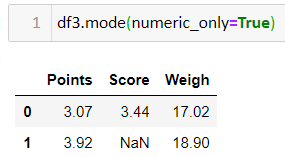 1 df3.mode(numeric_only=True)
Points Score Weigh
0 3.07 3.44 17.02
1 3.92 NaN 18.90